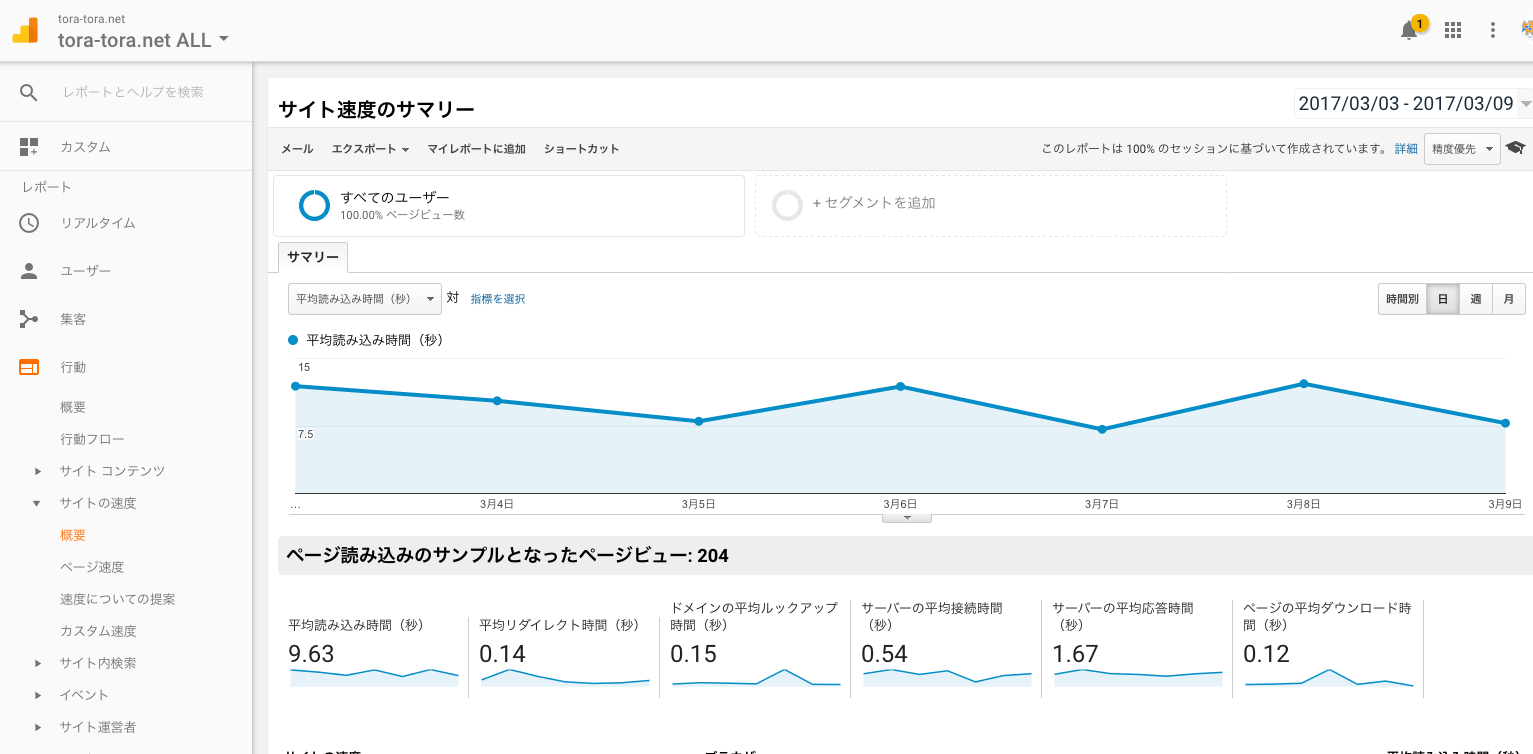 tora-tora.net
tora-tora.net ALL
1
レポートとヘルプを検索
カスタム
レポート
リアルタイム
ユーザー
集客
行動
概要
行動フロー
サイト コンテンツ
サイトの速度
概要
ページ速度
速度についての提案
カスタム速度
サイト内検索
イベント
サイト運営者
サイト速度のサマリー
2017/03/03 - 2017/03/09
メール エクスポート マイレポートに追加 ショートカット
このレポートは 100% のセッションに基づいて作成されています。 詳細 精度優先
すべてのユーザー
100.00% ページビュー数
+ セグメントを追加
サマリー
平均読み込み時間（秒） 対 指標を選択
時間別 日 週 月
平均読み込み時間（秒）
15
7.5
... 3月4日 3月5日 3月6日 3月7日 3月8日 3月9日
ページ読み込みのサンプルとなったページビュー: 204
平均読み込み時間（秒）
9.63
平均リダイレクト時間（秒）
0.14
ドメインの平均ルックアップ
時間（秒）
0.15
サーバーの平均接続時間
（秒）
0.54
サーバーの平均応答時間
（秒）
1.67
ページの平均ダウンロード時
間（秒）
0.12
サイトの速度 ブラウザ 平均読み込み時間（秒）